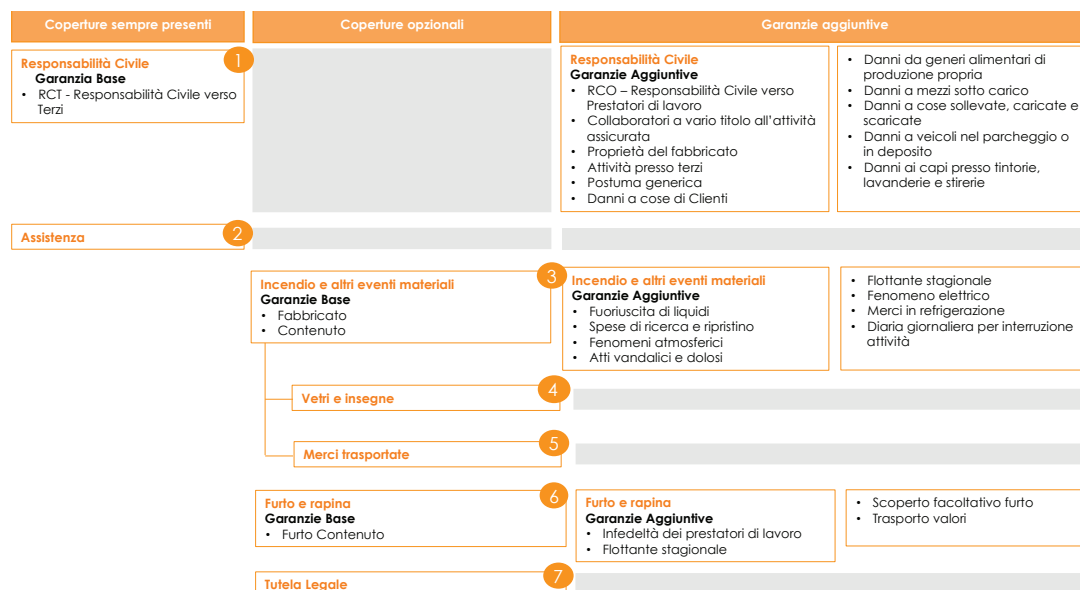 Coperture sempre presenti
Coperture opzionali
Garanzie aggiuntive
Responsabilità Civile
Garanzia Base
• RCT - Responsabilità Civile verso
Terzi
1
Responsabilità Civile
Garanzie Aggiuntive
• RCO – Responsabilità Civile verso
Prestatori di lavoro
• Collaboratori a vario titolo all'attività
assicurata
• Proprietà del fabbricato
• Attività presso terzi
• Postuma generica
• Danni a cose di Clienti
• Danni da generi alimentari di
produzione propria
• Danni a mezzi sotto carico
• Danni a cose sollevate, caricate e
scaricate
• Danni a veicoli nel parcheggio o
in deposito
• Danni ai capi presso tintorie,
lavanderie e stirerie
Assistenza
2
Incendio e altri eventi materiali
Garanzie Base
• Fabbricato
• Contenuto
3
Incendio e altri eventi materiali
Garanzie Aggiuntive
• Fuoriuscita di liquidi
• Spese di ricerca e ripristino
• Fenomeni atmosferici
• Atti vandalici e dolosi
• Flottante stagionale
• Fenomeno elettrico
• Merci in refrigerazione
• Diaria giornaliera per interruzione
attività
Vetri e insegne
4
Merci trasportate
5
Furto e rapina
Garanzie Base
• Furto Contenuto
6
Furto e rapina
Garanzie Aggiuntive
• Infedeltà dei prestatori di lavoro
• Flottante stagionale
• Scoperto facoltativo furto
• Trasporto valori
Tutela Legale
7